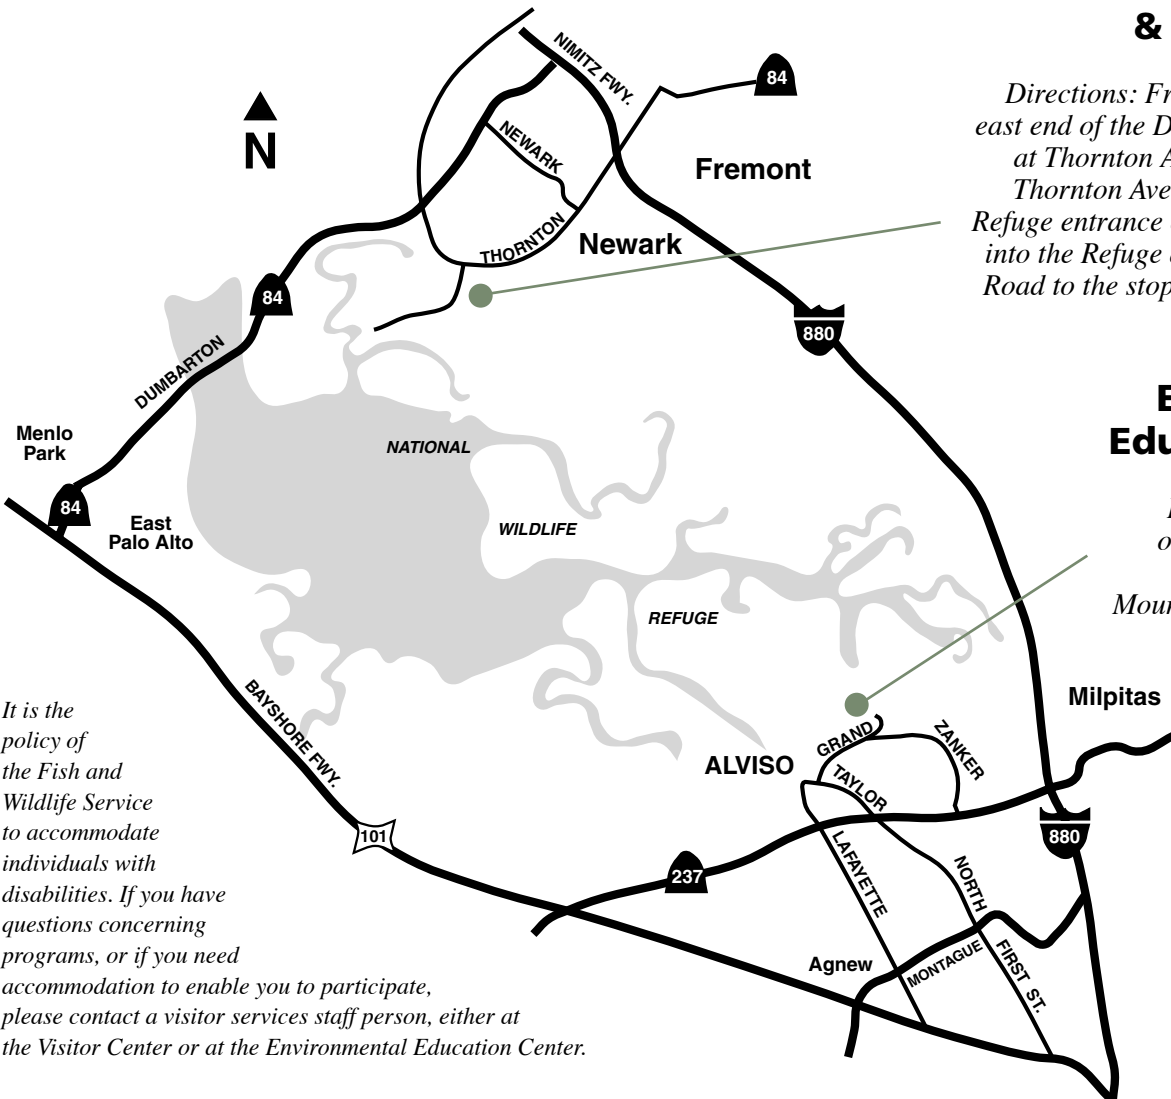 &
Directions: Fr
east end of the D
at Thornton A
Thornton Ave
Refuge entrance
into the Refuge
Road to the stop
E
Edu
o
Moun
NIMITZ FWY.
84
N
NEWARK
Fremont
THORNTON
Newark
84
880
DUMBARTON
Menlo
Park
NATIONAL
84
East
Palo Alto
WILDLIFE
REFUGE
Milpitas
BAYSHORE FWY.
GRAND
ZANKER
ALVISO
TAYLOR
101
880
LAFAYETTE
237
NORTH
FIRST ST.
Agnew
MONTAGUE
It is the
policy of
the Fish and
Wildlife Service
to accommodate
individuals with
disabilities. If you have
questions concerning
programs, or if you need
accommodation to enable you to participate,
please contact a visitor services staff person, either at
the Visitor Center or at the Environmental Education Center.